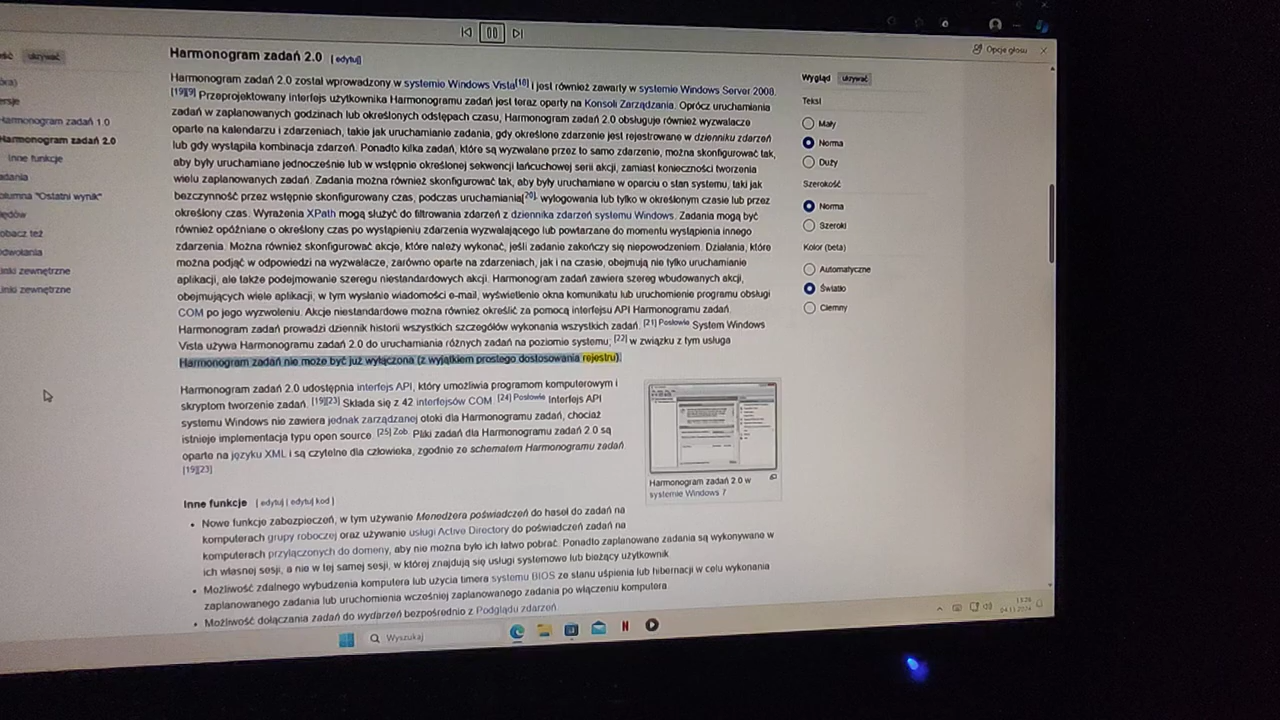 Opcje głosu
ukrywać
Harmonogram zadań 1.0
Harmonogram zadań 2.0
Inne funkcje
"Ostatni wynik"
zewnętrzne
zewnętrzne
Harmonogram zadań 2.0 [ edytuj ]
Harmonogram zadań 2.0 został wprowadzony w systemie Windows Vista[18] i jest również zawarty w systemie Windows Server 2008.
[19][9] Przeprojektowany interfejs użytkownika Harmonogramu zadań jest teraz oparty na Konsoli Zarządzania. Oprócz uruchamiania
zadań w zaplanowanych godzinach lub określonych odstępach czasu, Harmonogram zadań 2.0 obsługuje również wyzwalacze
oparte na kalendarzu i zdarzeniach, takie jak uruchamianie zadania, gdy określone zdarzenie jest rejestrowane w dzienniku zdarzeń
lub gdy wystąpiła kombinacja zdarzeń. Ponadto kilka zadań, które są wyzwalane przez to samo zdarzenie, można skonfigurować tak,
aby były uruchamiane jednocześnie lub w wstępnie określonej sekwencji łańcuchowej serii akcji, zamiast konieczności tworzenia
wielu zaplanowanych zadań. Zadania można również skonfigurować tak, aby były uruchamiane w oparciu o stan systemu, taki jak
bezczynność przez wstępnie skonfigurowany czas, podczas uruchamiania[20], wylogowania lub tylko w określonym czasie lub przez
określony czas. Wyrażenia XPath mogą służyć do filtrowania zdarzeń z dziennika zdarzeń systemu Windows. Zadania mogą być
również opóźniane o określony czas po wystąpieniu zdarzenia wyzwalającego lub powtarzane do momentu wystąpienia innego
zdarzenia. Można również skonfigurować akcje, które należy wykonać, jeśli zadanie zakończy się niepowodzeniem. Działania, które
można podjąć w odpowiedzi na wyzwalacze, zarówno oparte na zdarzeniach, jak i na czasie, obejmują nie tylko uruchamianie
aplikacji, ale także podejmowanie szeregu niestandardowych akcji. Harmonogram zadań zawiera szereg wbudowanych akcji,
obejmujących wiele aplikacji, w tym wysłanie wiadomości e-mail, wyświetlenie okna komunikatu lub uruchomienie programu obsługi
COM po jego wyzwoleniu. Akcje niestandardowe można również określić za pomocą interfejsu API Harmonogramu zadań.
Harmonogram zadań prowadzi dziennik historii wszystkich szczegółów wykonania wszystkich zadań. [21] Posłowie System Windows
Vista używa Harmonogramu zadań 2.0 do uruchamiania różnych zadań na poziomie systemu; [22] w związku z tym usługa
Harmonogram zadań nie może być już wyłączona (z wyjątkiem prostego dostosowania rejestru).
Harmonogram zadań 2.0 udostępnia interfejs API, który umożliwia programom komputerowym i
skryptom tworzenie zadań. [19][23] Składa się z 42 interfejsów COM. [24] Posłowie Interfejs API
systemu Windows nie zawiera jednak zarządzanej otoki dla Harmonogramu zadań, chociaż
istnieje implementacja typu open source. [25] Zob. Pliki zadań dla Harmonogramu zadań 2.0 są
oparte na języku XML i są czytelne dla człowieka, zgodnie ze schematem Harmonogramu zadań.
[19][23]
Harmonogram zadań 2.0 w
systemie Windows 7
Inne funkcje [ edytuj | edytuj kod ]
• Nowe funkcje zabezpieczeń, w tym używanie Menedżera poświadczeń do haseł do zadań na
komputerach grupy roboczej oraz używanie usługi Active Directory do poświadczeń zadań na
komputerach przyłączonych do domeny, aby nie można było ich łatwo pobrać. Ponadto zaplanowane zadania są wykonywane w
ich własnej sesji, a nie w tej samej sesji, w której znajdują się usługi systemowe lub bieżący użytkownik.
• Możliwość zdalnego wybudzenia komputera lub użycia timera systemu BIOS ze stanu uśpienia lub hibernacji w celu wykonania
zaplanowanego zadania lub uruchomienia wcześniej zaplanowanego zadania po włączeniu komputera
• Możliwość dołączania zadań do wydarzeń bezpośrednio z Podglądu zdarzeń.
Wygląd ukrywać
Tekst
Mały
Norma
Duży
Szerokość
Norma
Szeroki
Kolor (beta)
Automatyczne
Światło
Ciemny
Wyszukaj
04.11.2024